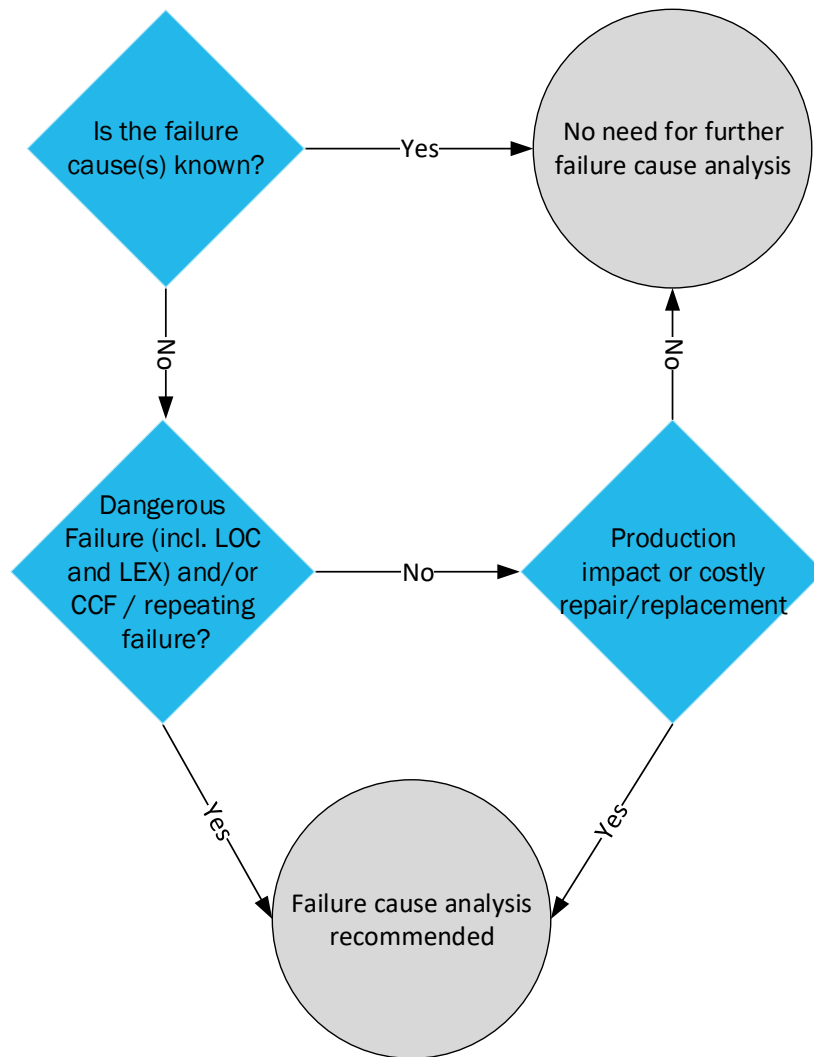 Is the failure
cause(s) known?
Yes
No need for further
failure cause analysis
No
No
Dangerous
Failure (incl. LOC
and LEX) and/or
CCF / repeating
failure?
No
Production
impact or costly
repair/replacement
Yes
Yes
Failure cause analysis
recommended